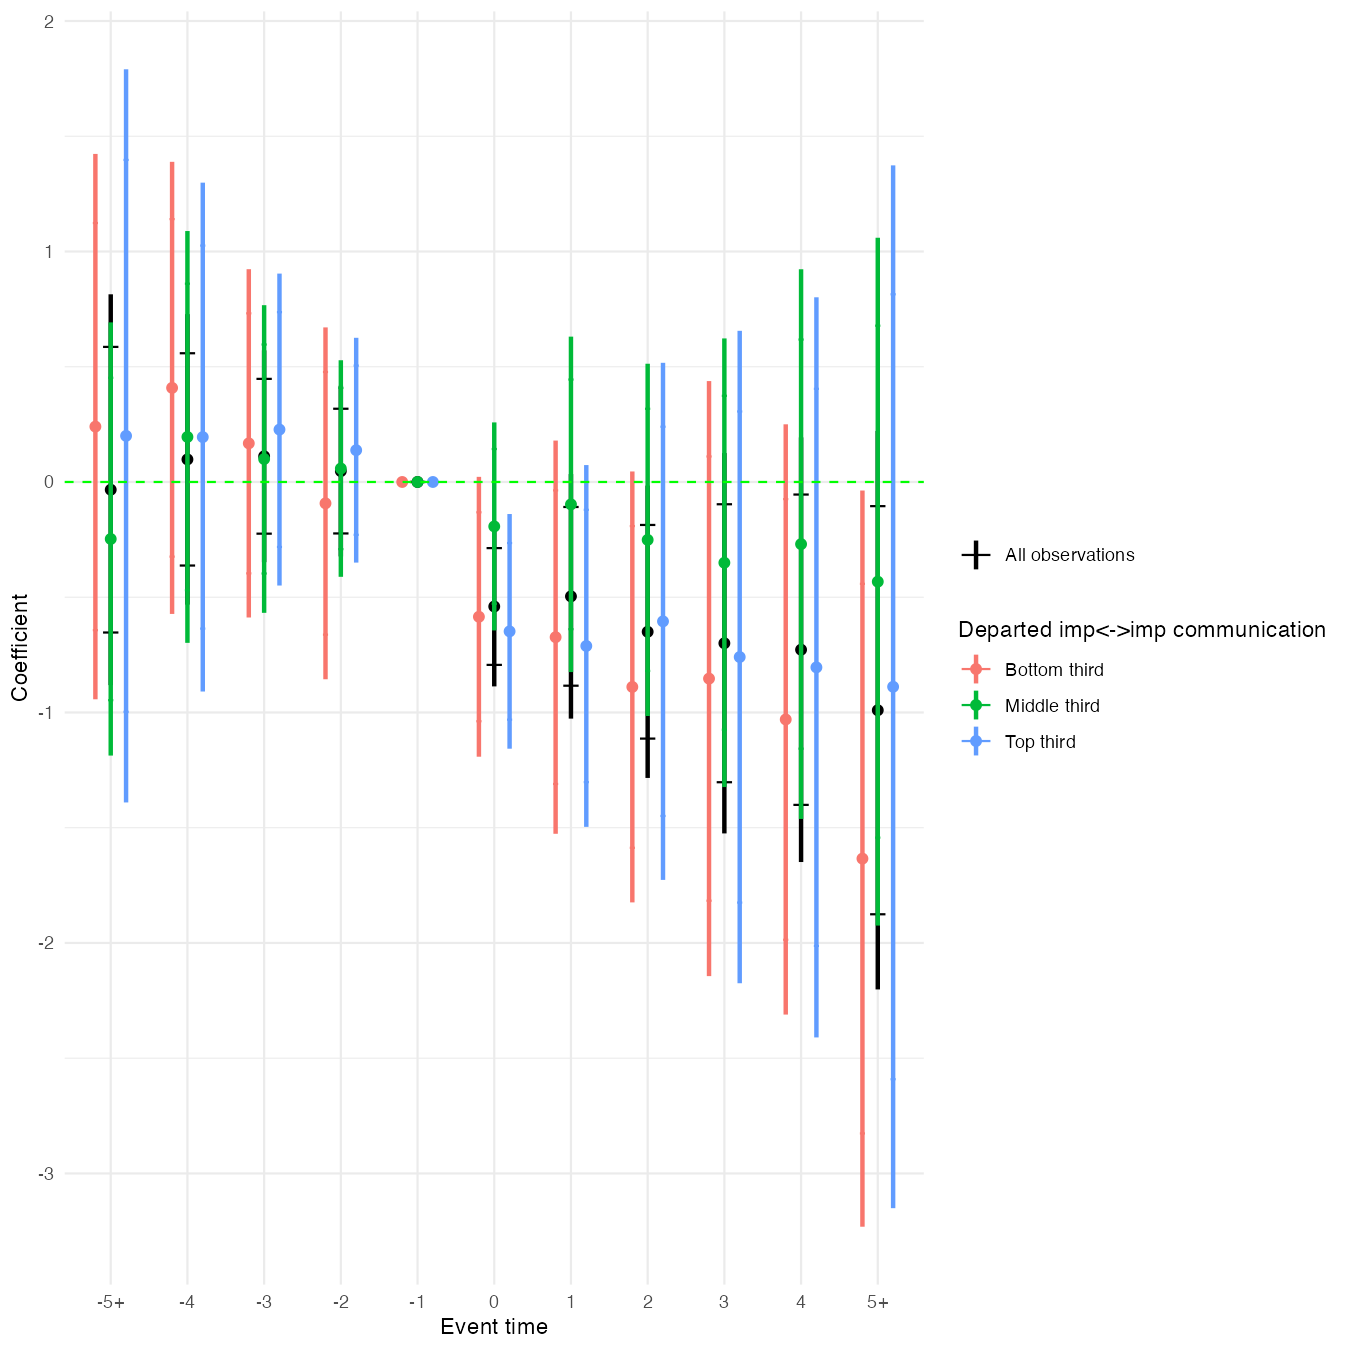 2
1
0
-1
-2
-3
Coefficient
-5+
-4
-3
-2
-1
0
1
2
3
4
5+
Event time
All observations
Departed imp<->imp communication
Bottom third
Middle third
Top third